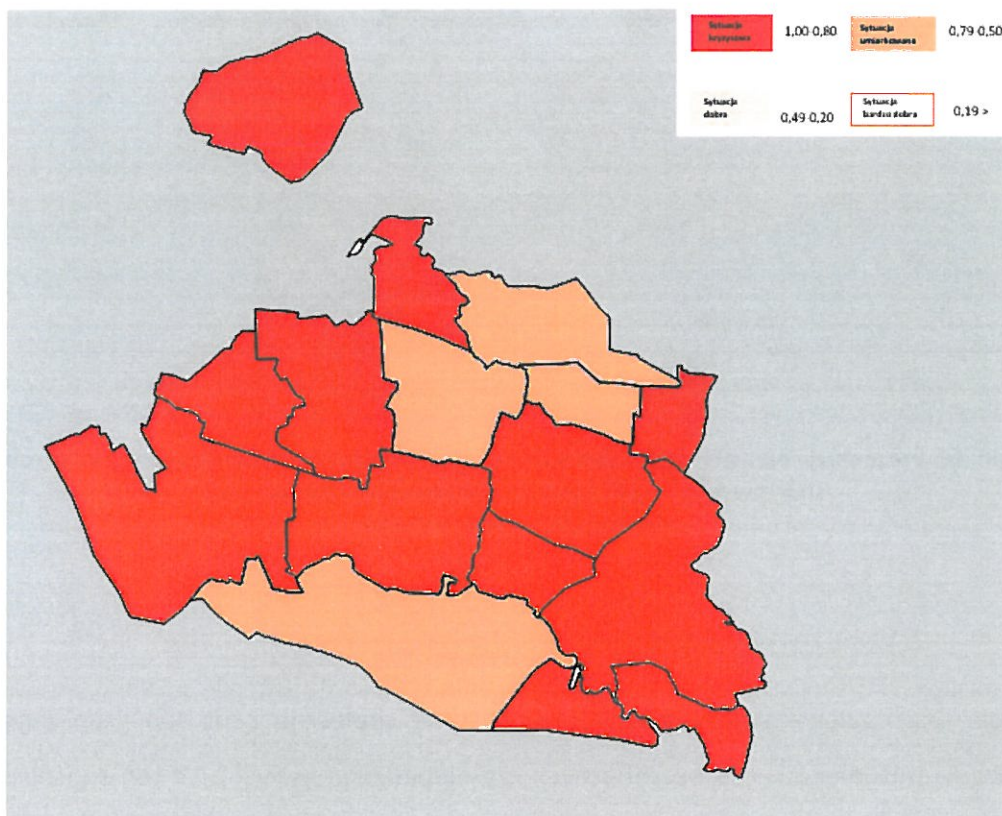 Sytuacja
kryzysowa
1,00-0,80
Sytuacja
umiarkowana
0,79-0,50
Sytuacja
dobra
0,49-0,20
Sytuacja
bardzo dobra
0,19 >